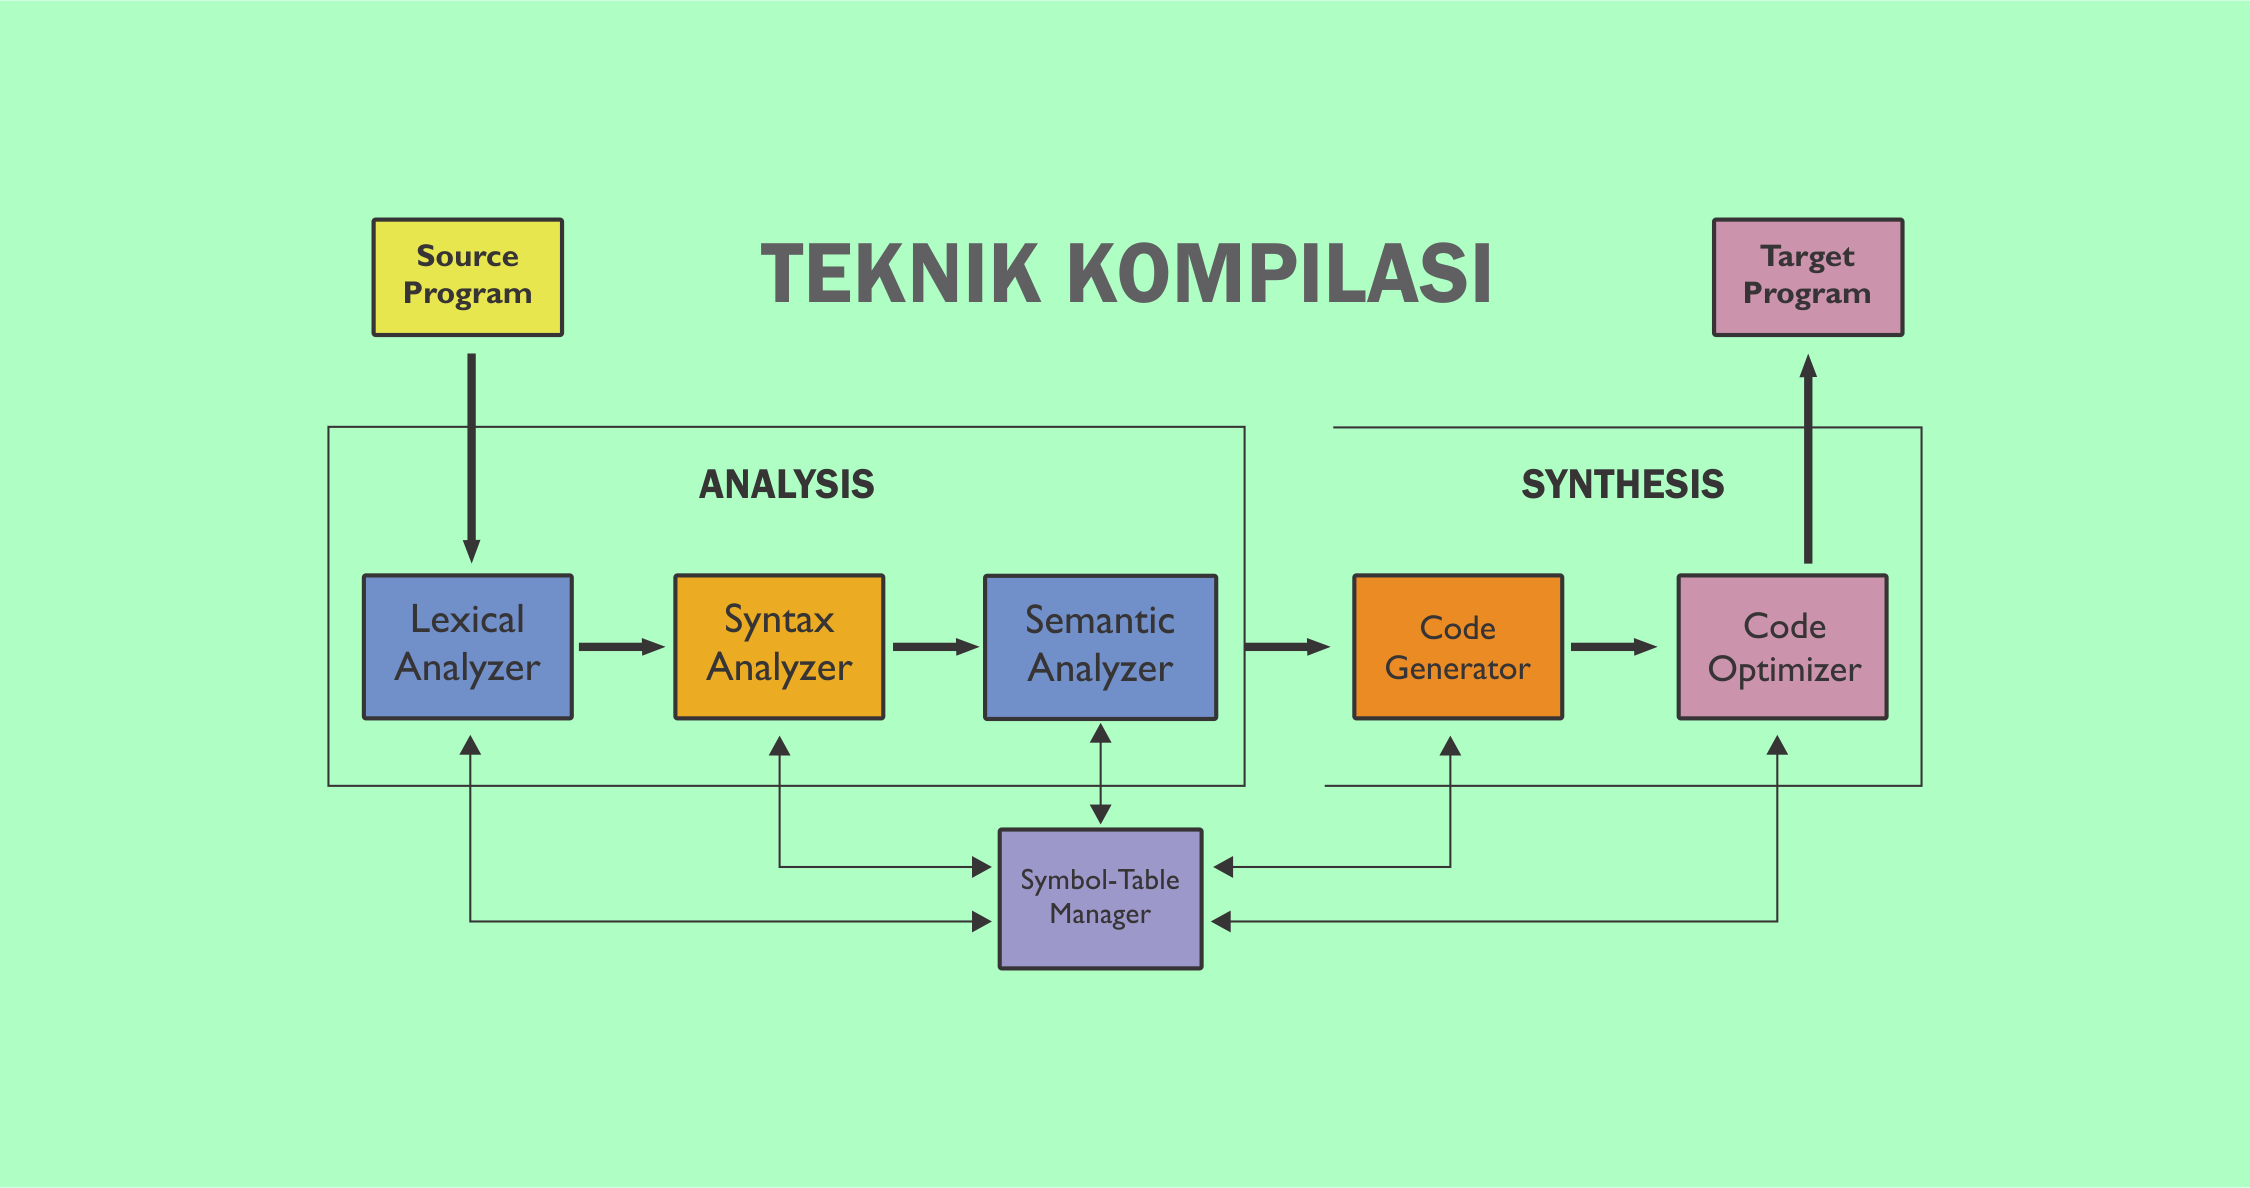 Source
Program
TEKNIK KOMPILASI
Target
Program
ANALYSIS
SYNTHESIS
Lexical
Analyzer
Syntax
Analyzer
Semantic
Analyzer
Code
Generator
Code
Optimizer
Symbol-Table
Manager